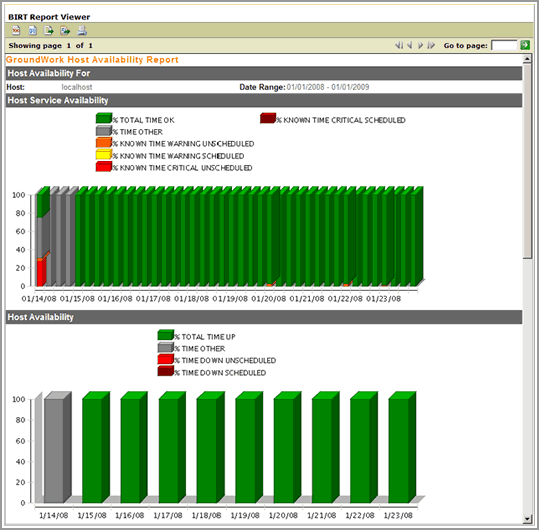 BIRT Report Viewer
Showing page 1 of 1
Go to page:
GroundWork Host Availability Report
Host Availability For
Host: localhost Date Range: 01/01/2008 - 01/01/2009
Host Service Availability
% TOTAL TIME OK % KNOWN TIME CRITICAL SCHEDULED
% TIME OTHER
% KNOWN TIME WARNING UNSCHEDULED
% KNOWN TIME WARNING SCHEDULED
% KNOWN TIME CRITICAL UNSCHEDULED
100
80
60
40
20
0
01/14/08 01/15/08 01/16/08 01/17/08 01/18/08 01/19/08 01/20/08 01/21/08 01/22/08 01/23/08
Host Availability
% TOTAL TIME UP
% TIME OTHER
% TIME DOWN UNSCHEDULED
% TIME DOWN SCHEDULED
100
80
60
40
20
0
1/14/08 1/15/08 1/16/08 1/17/08 1/18/08 1/19/08 1/20/08 1/21/08 1/22/08 1/23/08